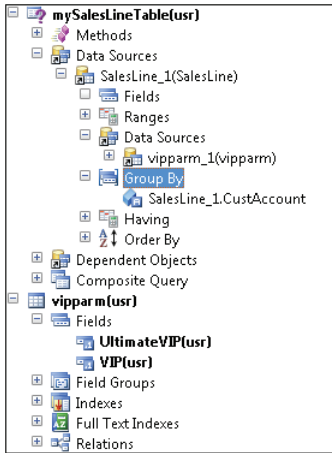 mySalesLineTable(usr)
Methods
Data Sources
SalesLine_1(SalesLine)
Fields
Ranges
Data Sources
vipparm_1(vipparm)
Group By
SalesLine_1.CustAccount
Having
Order By
Dependent Objects
Composite Query
vipparm(usr)
Fields
UltimateVIP(usr)
VIP(usr)
Field Groups
Indexes
Full Text Indexes
Relations